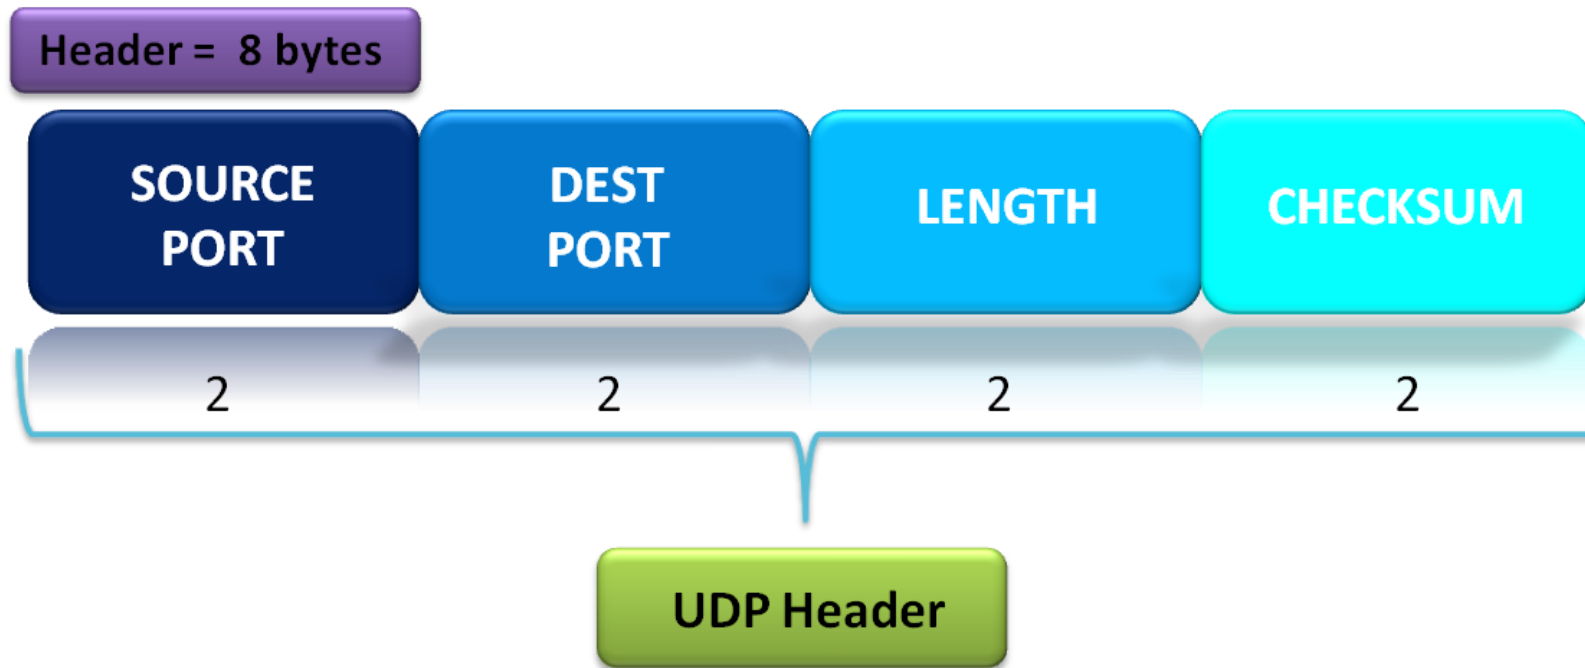 Header =  8 bytes
SOURCE
PORT
DEST
PORT
LENGTH
CHECKSUM
2
2
2
2
UDP Header